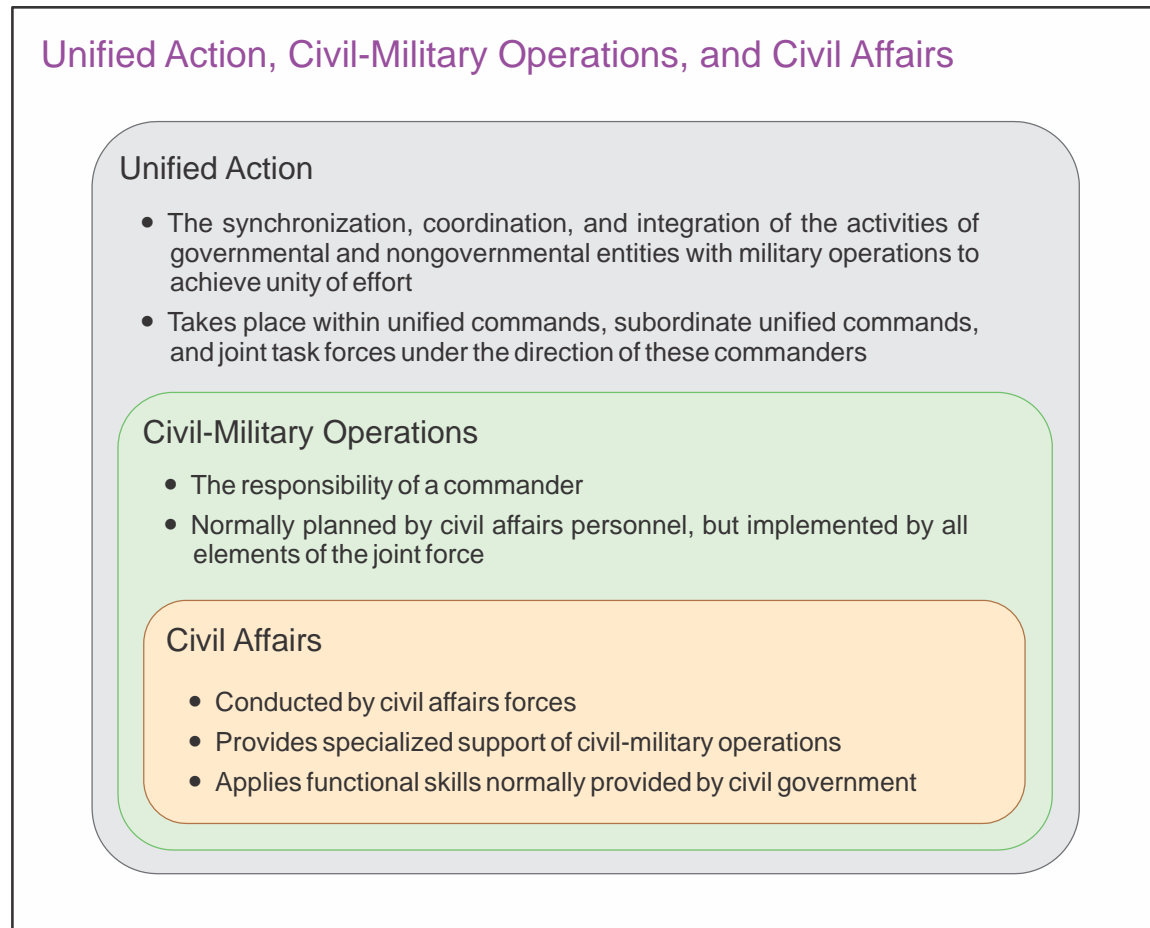 Unified Action, Civil-Military Operations, and Civil Affairs
Unified Action
• The synchronization, coordination, and integration of the activities of
governmental and nongovernmental entities with military operations to
achieve unity of effort
• Takes place within unified commands, subordinate unified commands,
and joint task forces under the direction of these commanders
Civil-Military Operations
• The responsibility of a commander
• Normally planned by civil affairs personnel, but implemented by all
elements of the joint force
Civil Affairs
• Conducted by civil affairs forces
• Provides specialized support of civil-military operations
• Applies functional skills normally provided by civil government